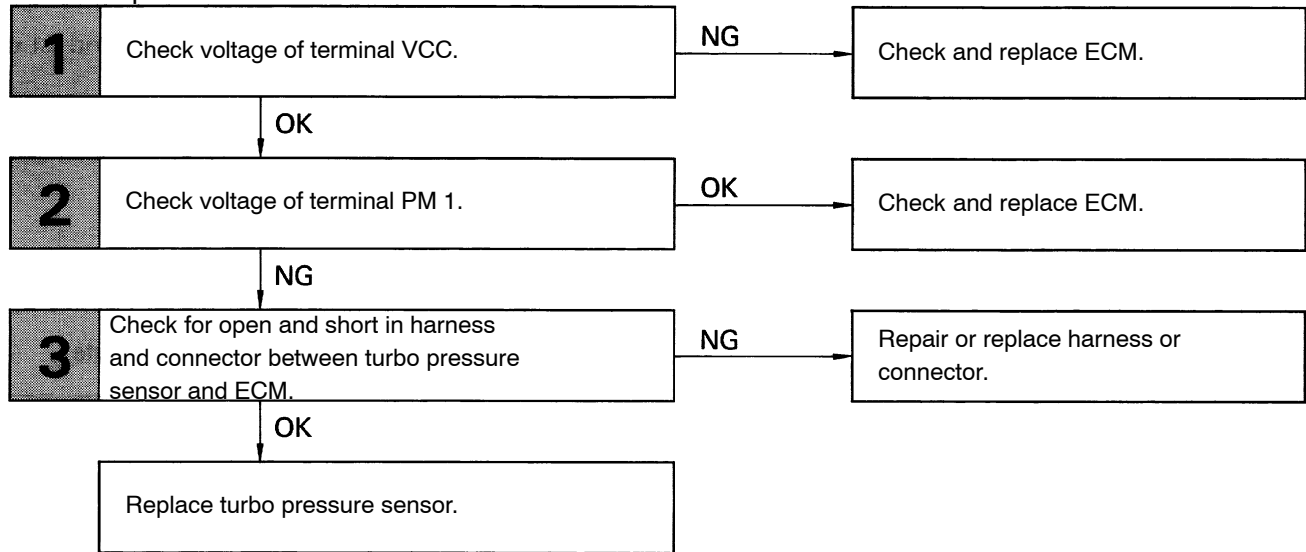 1
Check voltage of terminal VCC.
NG
Check and replace ECM.
OK
2
Check voltage of terminal PM 1.
OK
Check and replace ECM.
NG
3
Check for open and short in harness
and connector between turbo pressure
sensor and ECM.
NG
Repair or replace harness or
connector.
OK
Replace turbo pressure sensor.